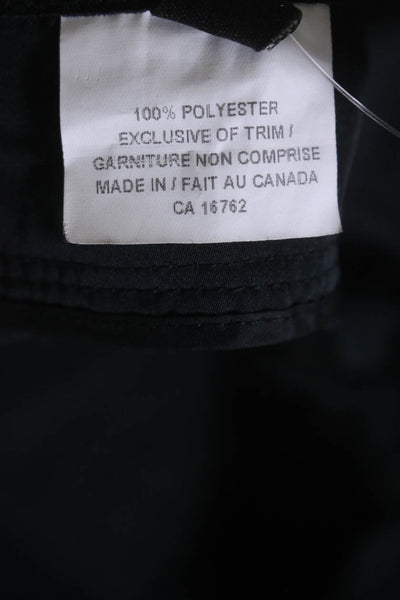 100% POLYESTER
EXCLUSIVE OF TRIM /
GARNITURE NON COMPRISE
MADE IN / FAIT AU CANADA
CA 16762